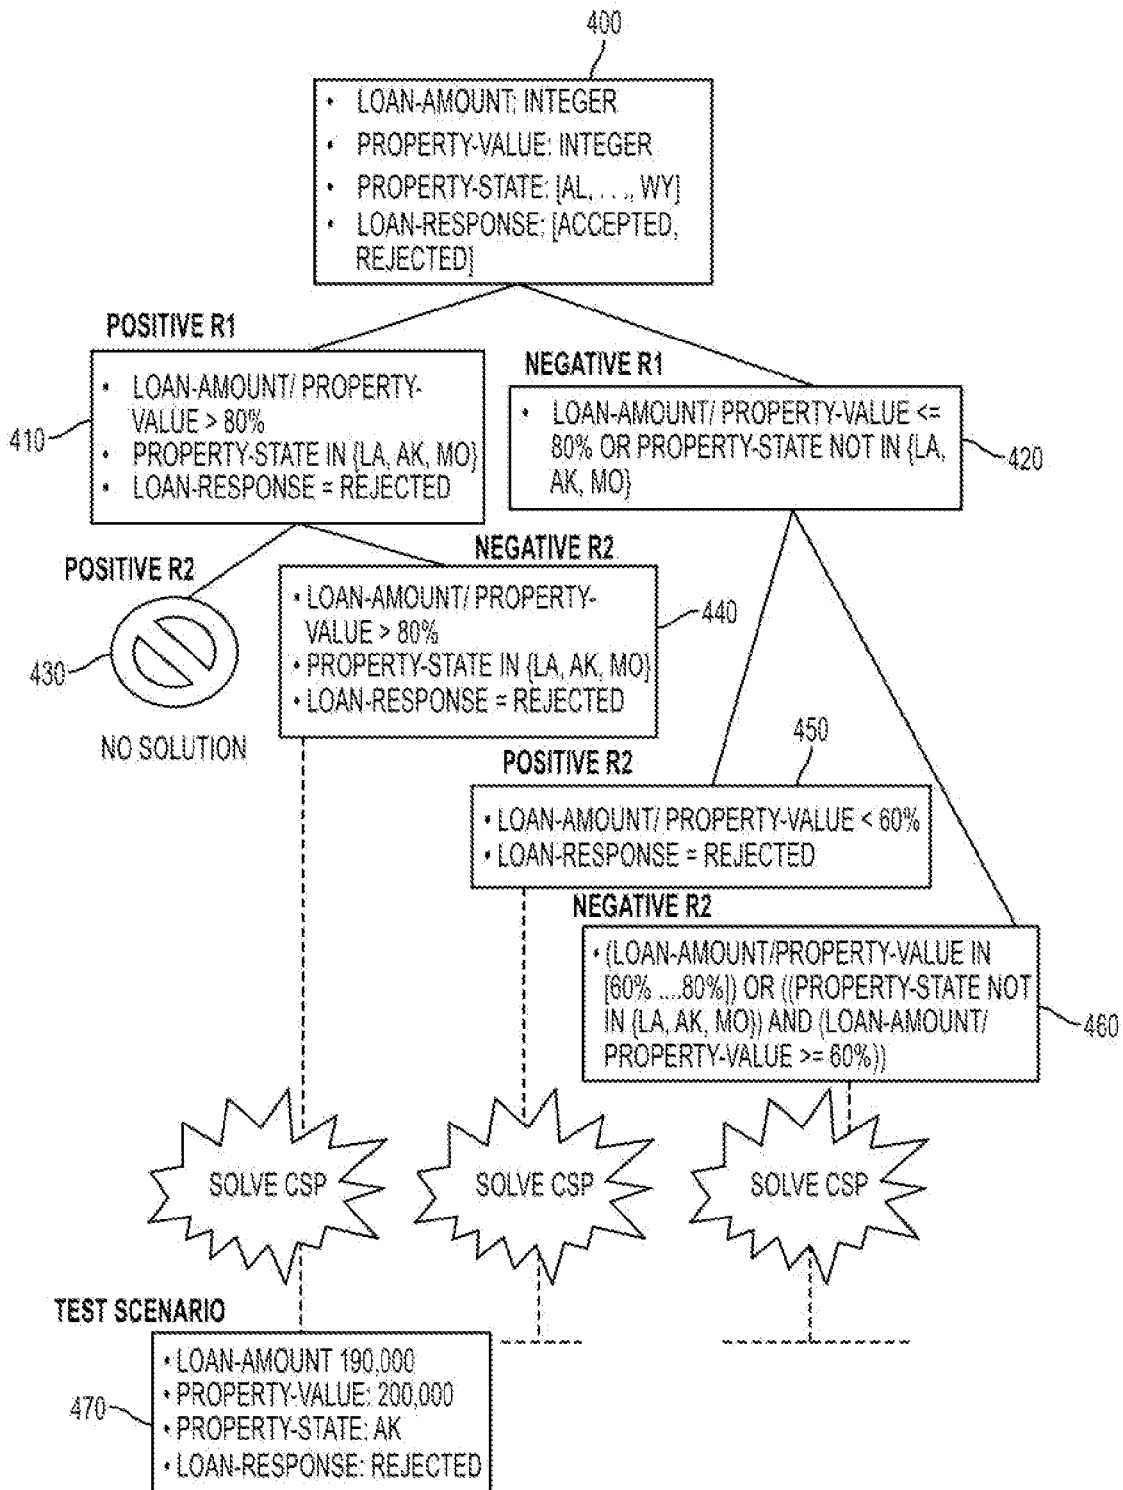 400
• LOAN-AMOUNT: INTEGER
• PROPERTY-VALUE: INTEGER
• PROPERTY-STATE: [AL, . . ., WY]
• LOAN-RESPONSE: [ACCEPTED,
REJECTED]
POSITIVE R1
• LOAN-AMOUNT/ PROPERTY-
VALUE > 80%
• PROPERTY-STATE IN {LA, AK, MO}
• LOAN-RESPONSE = REJECTED
410
NEGATIVE R1
• LOAN-AMOUNT/ PROPERTY-VALUE <=
80% OR PROPERTY-STATE NOT IN {LA,
AK, MO}
420
POSITIVE R2
430
NO SOLUTION
NEGATIVE R2
• LOAN-AMOUNT/ PROPERTY-
VALUE > 80%
• PROPERTY-STATE IN {LA, AK, MO}
• LOAN-RESPONSE = REJECTED
440
450
POSITIVE R2
• LOAN-AMOUNT/ PROPERTY-VALUE < 60%
• LOAN-RESPONSE = REJECTED
NEGATIVE R2
• (LOAN-AMOUNT/PROPERTY-VALUE IN
[60% ....80%]) OR ((PROPERTY-STATE NOT
IN {LA, AK, MO}) AND (LOAN-AMOUNT/
PROPERTY-VALUE >= 60%))
460
SOLVE CSP
SOLVE CSP
SOLVE CSP
TEST SCENARIO
• LOAN-AMOUNT 190,000
• PROPERTY-VALUE: 200,000
• PROPERTY-STATE: AK
• LOAN-RESPONSE: REJECTED
470